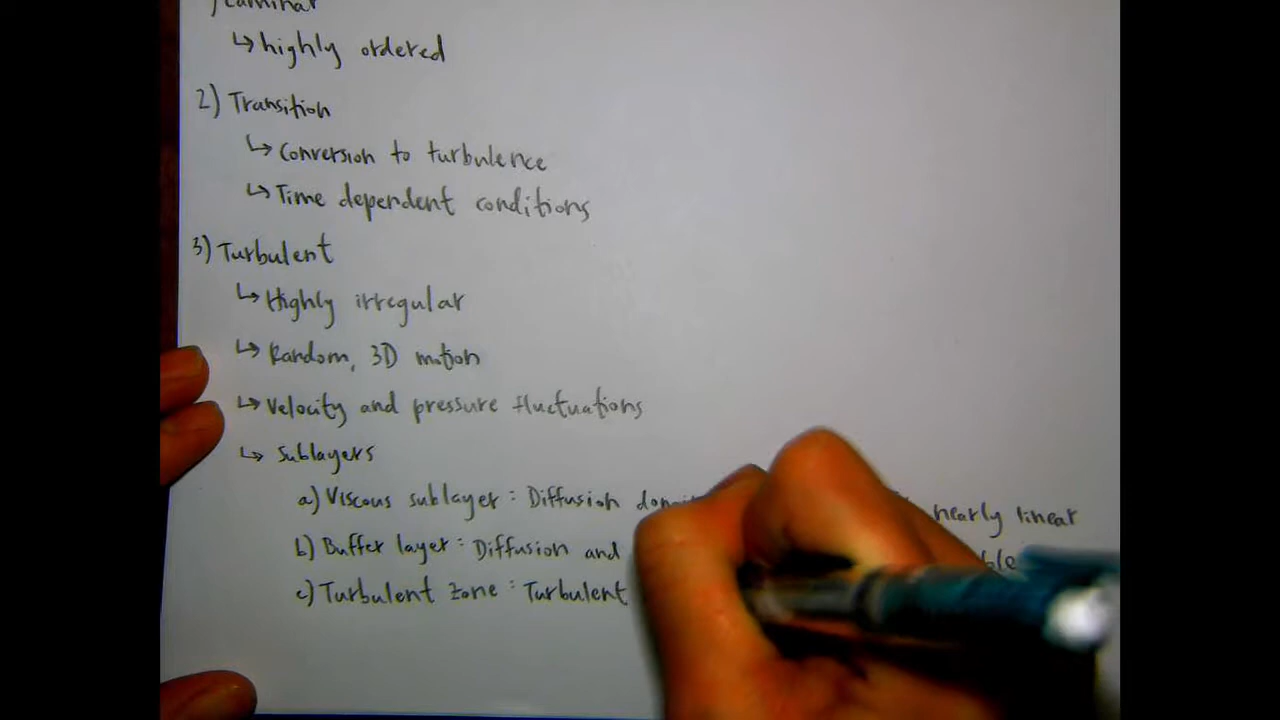 ) Laminar
↳ highly ordered
2) Transition
↳ Conversion to turbulence
↳ Time dependent conditions
3) Turbulent
↳ Highly irregular
↳ Random, 3D motion
↳ Velocity and pressure fluctuations
↳ Sublayers
a) Viscous sublayer : Diffusion nearly linear
b) Buffer layer : Diffusion and
c) Turbulent zone : Turbulent